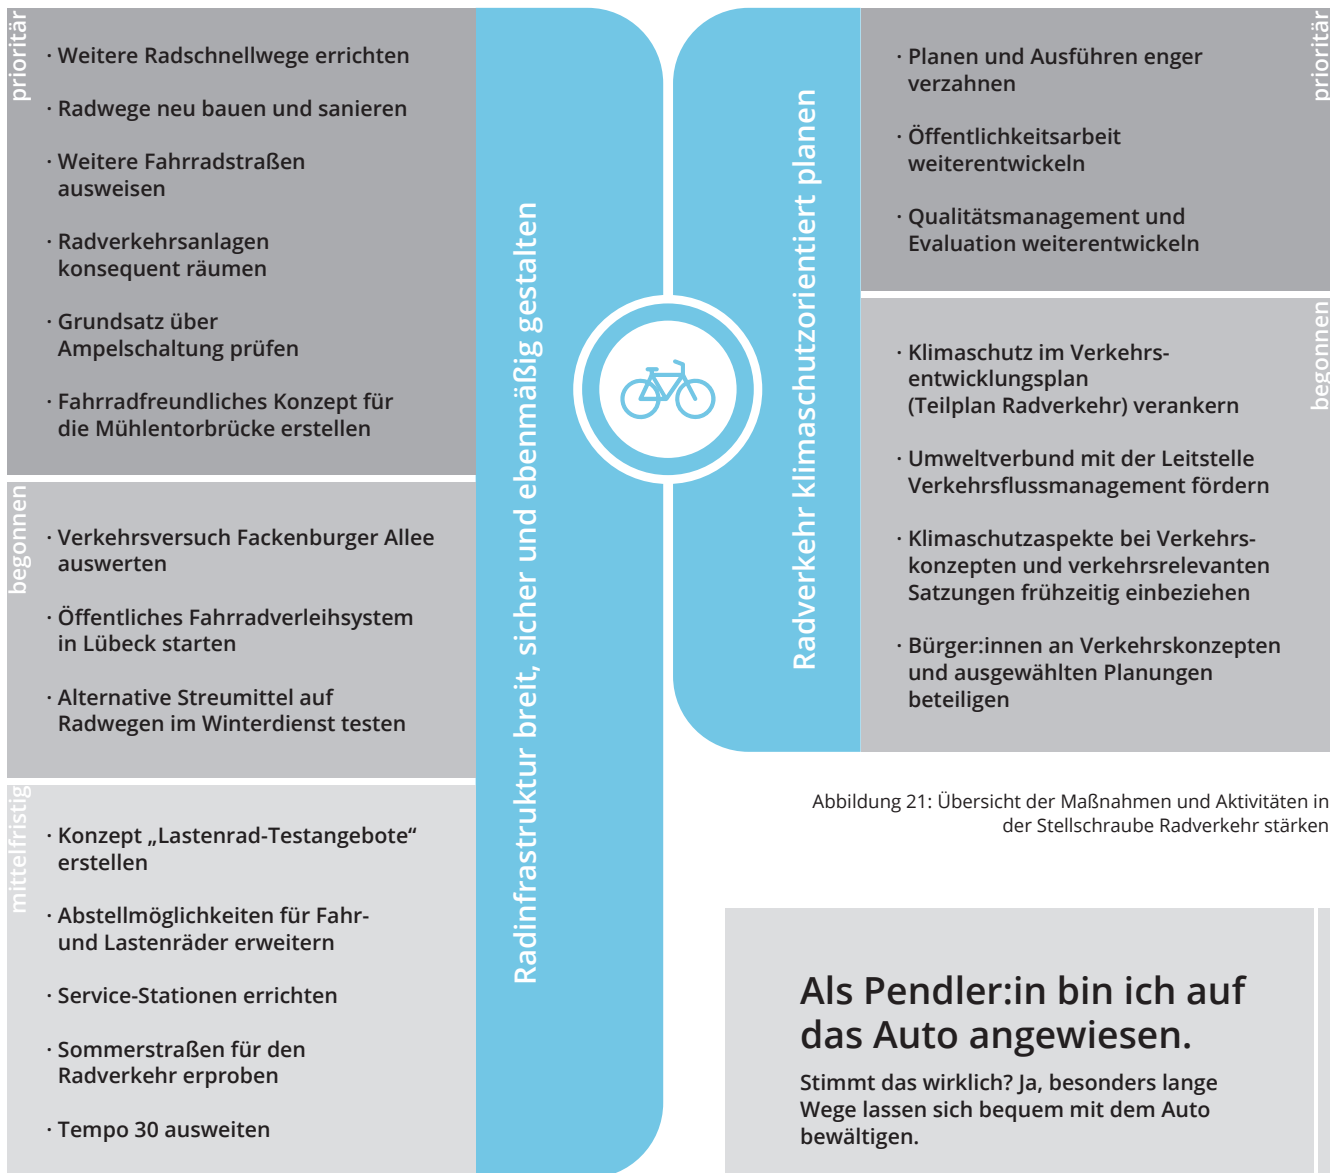 prioritär
· Weitere Radschnellwege errichten
· Radwege neu bauen und sanieren
· Weitere Fahrradstraßen
ausweisen
· Radverkehrsanlagen
konsequent räumen
· Grundsatz über
Ampelschaltung prüfen
· Fahrradfreundliches Konzept für
die Mühlentorbrücke erstellen
begonnen
· Verkehrsversuch Fackenburger Allee
auswerten
· Öffentliches Fahrradverleihsystem
in Lübeck starten
· Alternative Streumittel auf
Radwegen im Winterdienst testen
mittelfristig
· Konzept „Lastenrad-Testangebote“
erstellen
· Abstellmöglichkeiten für Fahr-
und Lastenräder erweitern
· Service-Stationen errichten
· Sommerstraßen für den
Radverkehr erproben
· Tempo 30 ausweiten
Radinfrastruktur breit, sicher und ebenmäßig gestalten
Radverkehr klimaschutzorientiert planen
prioritär
· Planen und Ausführen enger
verzahnen
· Öffentlichkeitsarbeit
weiterentwickeln
· Qualitätsmanagement und
Evaluation weiterentwickeln
begonnen
· Klimaschutz im Verkehrs-
entwicklungsplan
(Teilplan Radverkehr) verankern
· Umweltverbund mit der Leitstelle
Verkehrsflussmanagement fördern
· Klimaschutzaspekte bei Verkehrs-
konzepten und verkehrsrelevanten
Satzungen frühzeitig einbeziehen
· Bürger:innen an Verkehrskonzepten
und ausgewählten Planungen
beteiligen
Abbildung 21: Übersicht der Maßnahmen und Aktivitäten in
der Stellschraube Radverkehr stärken
Als Pendler:in bin ich auf
das Auto angewiesen.
Stimmt das wirklich? Ja, besonders lange
Wege lassen sich bequem mit dem Auto
bewältigen.